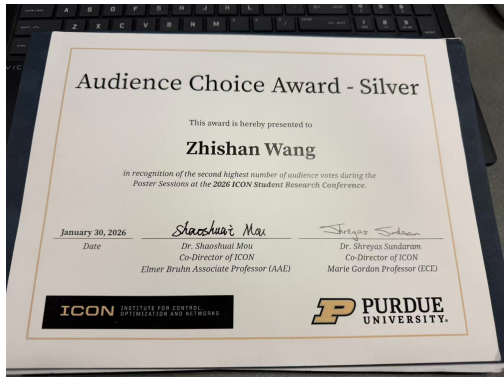 Audience Choice Award - Silver
This award is hereby presented to
Zhishan Wang
in recognition of the second highest number of audience votes during the
Poster Sessions at the 2026 ICON Student Research Conference.
January 30, 2026
Shaoshuai Mou
Shreyas Sundaram
Date
Dr. Shaoshuai Mou
Dr. Shreyas Sundaram
Co-Director of ICON
Co-Director of ICON
Elmer Bruhn Associate Professor (AAE)
Marie Gordon Professor (ECE)
ICON
INSTITUTE FOR CONTROL,
OPTIMIZATION AND NETWORKS
P
PURDUE
UNIVERSITY.